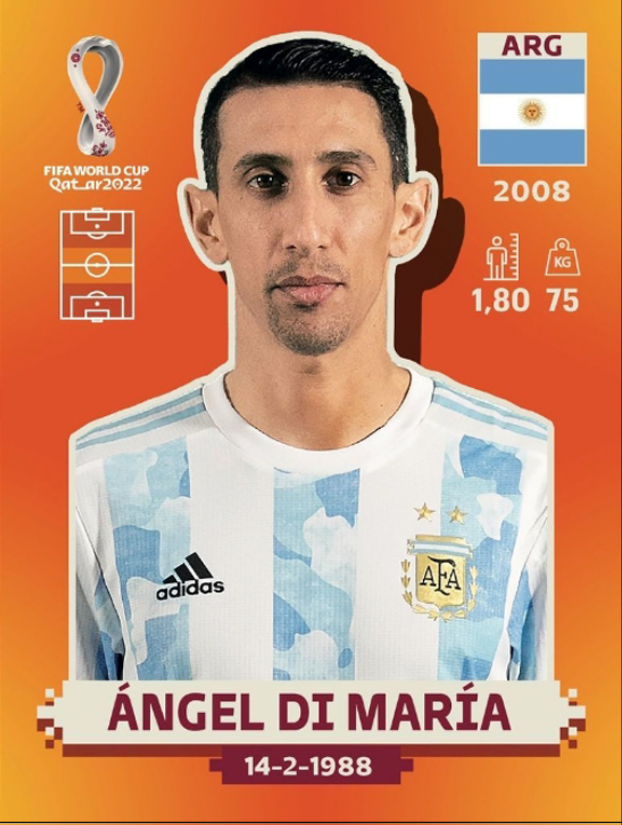 ARG
FIFA WORLD CUP
Qatar2022
2008
KG
1,80 75
adidas
AFA
ÁNGEL DI MARÍA
14-2-1988